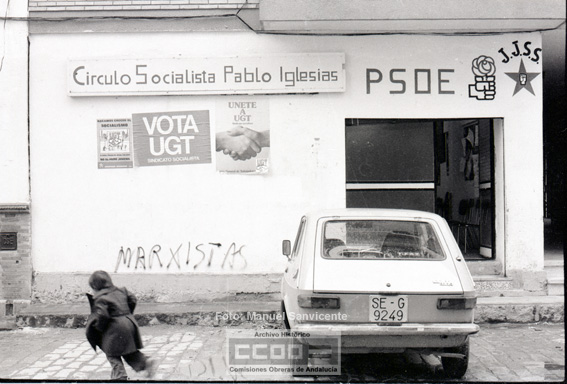 Circulo Socialista Pablo Iglesias
PSOE
J.J.S.S.
SOCIALISMO
VOTA
UGT
SINDICATO SOCIALISTA
UNETE
A
UGT
MARXISTAS
SE-G
9249
Foto: Manuel Sanvicente
Archivo Histórico
CCOO
Comisiones Obreras de Andalucía